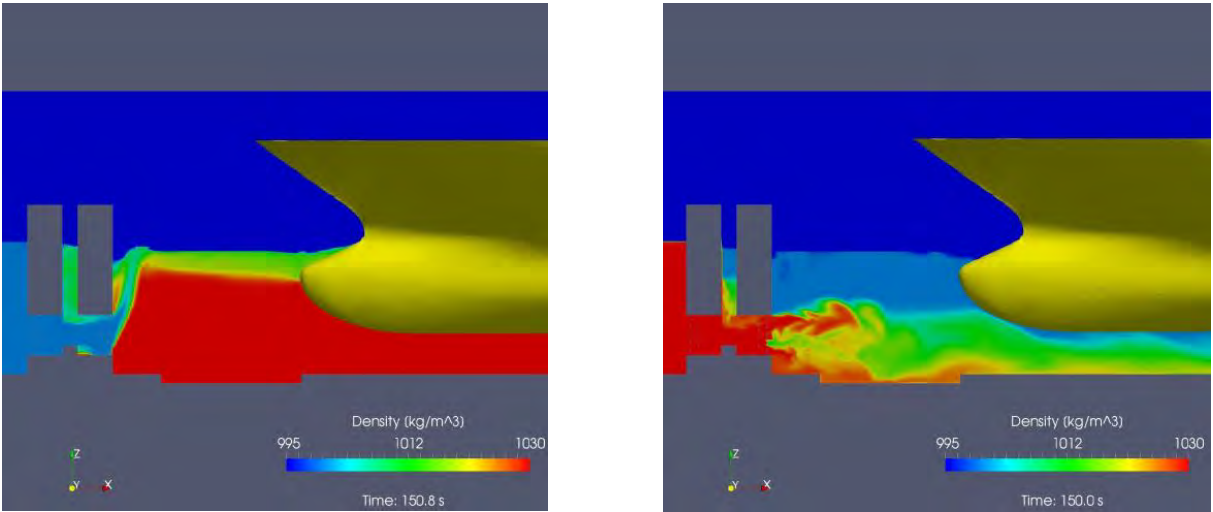 Density [kg/m^3]
995 1012 1030
Z
Y X
Time: 150.8 s
Density [kg/m^3]
995 1012 1030
Z
Y X
Time: 150.0 s